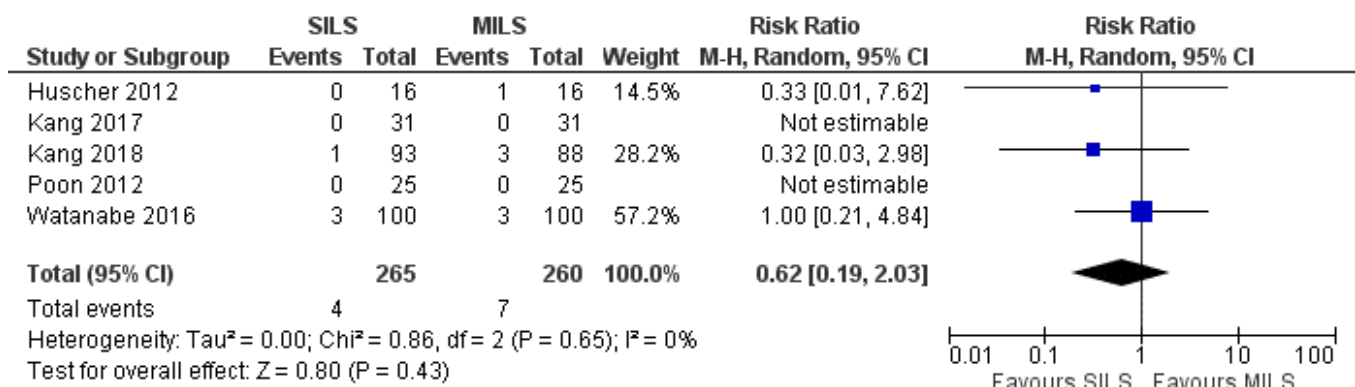 SILS MILS Risk Ratio Risk Ratio
Study or Subgroup Events Total Events Total Weight M-H, Random, 95% CI M-H, Random, 95% CI
Huscher 2012 0 16 1 16 14.5% 0.33 [0.01, 7.62]
Kang 2017 0 31 0 31 Not estimable
Kang 2018 1 93 3 88 28.2% 0.32 [0.03, 2.98]
Poon 2012 0 25 0 25 Not estimable
Watanabe 2016 3 100 3 100 57.2% 1.00 [0.21, 4.84]
Total (95% CI) 265 260 100.0% 0.62 [0.19, 2.03]
Total events 4 7
Heterogeneity: Tau² = 0.00; Chi² = 0.86, df = 2 (P = 0.65); I² = 0%
Test for overall effect: Z = 0.80 (P = 0.43)
0.01 0.1 1 10 100
Favours SILS Favours MILS